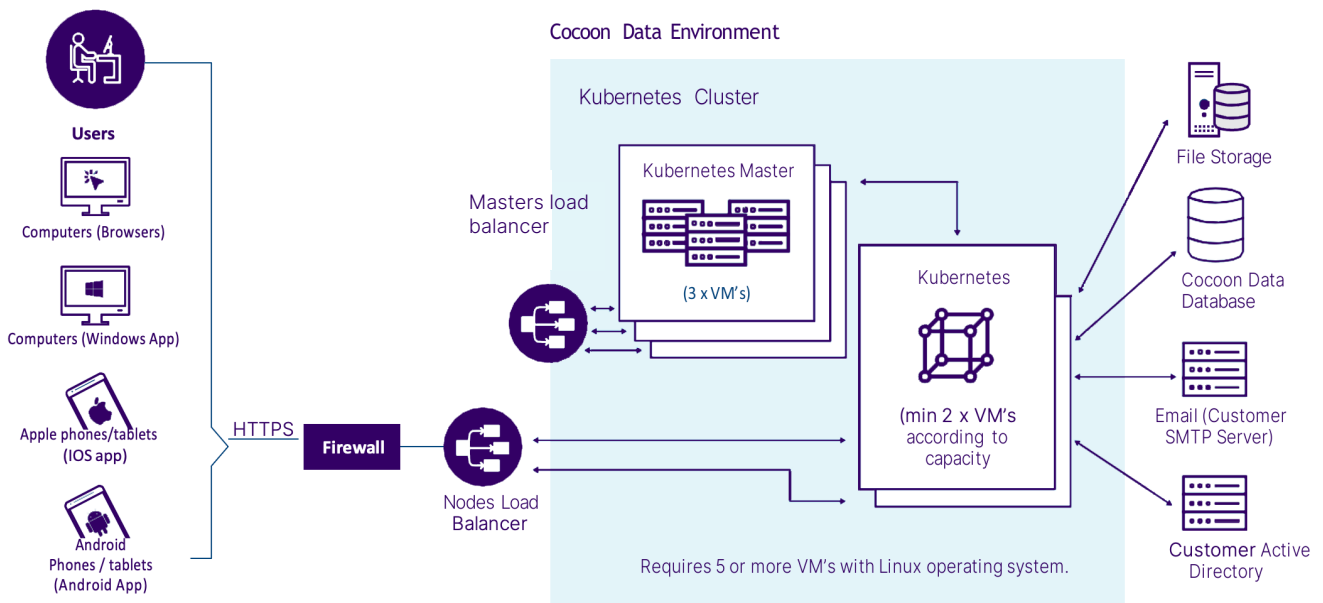 Cocoon Data Environment
Users
Computers (Browsers)
Computers (Windows App)
Apple phones/tablets
(IOS app)
Android
Phones / tablets
(Android App)
HTTPS
Firewall
Nodes Load
Balancer
Masters load
balancer
Kubernetes Cluster
Kubernetes Master
(3 x VM's)
Kubernetes
(min 2 x VM's
according to
capacity
Requires 5 or more VM's with Linux operating system.
File Storage
Cocoon Data
Database
Email (Customer
SMTP Server)
Customer Active
Directory